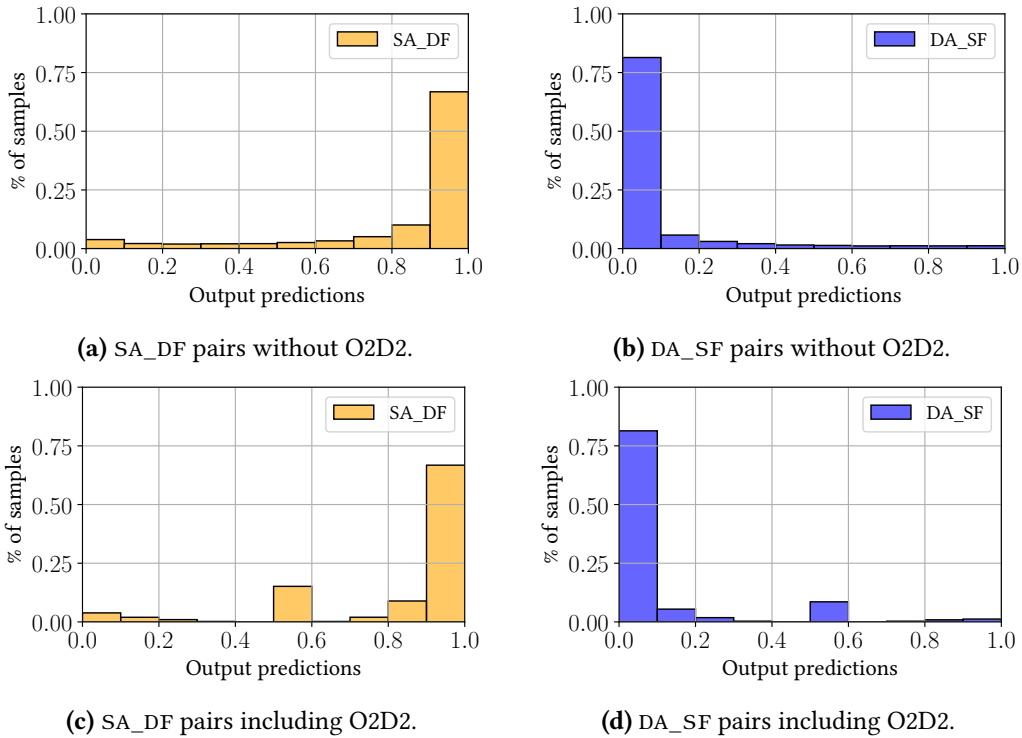 1.00
0.75
0.50
0.25
0.00
% of samples
SA_DF
0.0 0.2 0.4 0.6 0.8 1.0
Output predictions
(a) SA_DF pairs without O2D2.
1.00
0.75
0.50
0.25
0.00
% of samples
DA_SF
0.0 0.2 0.4 0.6 0.8 1.0
Output predictions
(b) DA_SF pairs without O2D2.
1.00
0.75
0.50
0.25
0.00
% of samples
SA_DF
0.0 0.2 0.4 0.6 0.8 1.0
Output predictions
(c) SA_DF pairs including O2D2.
1.00
0.75
0.50
0.25
0.00
% of samples
DA_SF
0.0 0.2 0.4 0.6 0.8 1.0
Output predictions
(d) DA_SF pairs including O2D2.